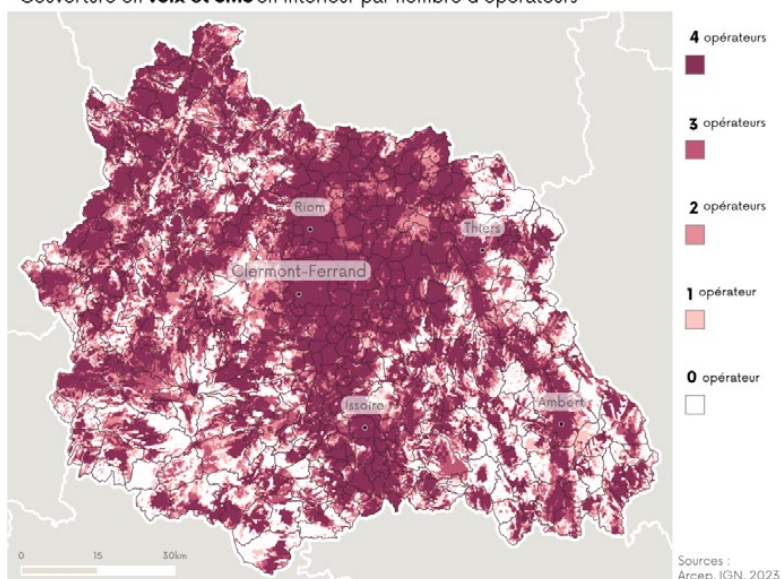 Couverture en voix et SMS en intérieur par nombre d'opérateurs
4 opérateurs
3 opérateurs
2 opérateurs
1 opérateur
0 opérateur
Riom
Thiers
Clermont-Ferrand
Issoire
Ambert
0 15 30km
Sources :
Arcep, IGN, 2023